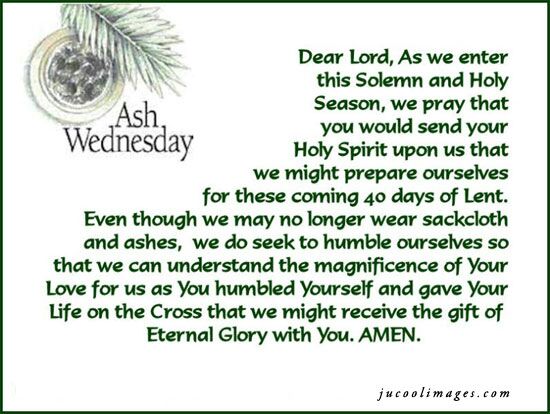 Ash
Wednesday
Dear Lord, As we enter
this Solemn and Holy
Season, we pray that
you would send your
Holy Spirit upon us that
we might prepare ourselves
for these coming 40 days of Lent.
Even though we may no longer wear sackcloth
and ashes, we do seek to humble ourselves so
that we can understand the magnificence of Your
Love for us as You humbled Yourself and gave Your
Life on the Cross that we might receive the gift of
Eternal Glory with You. AMEN.
jucoolimages.com